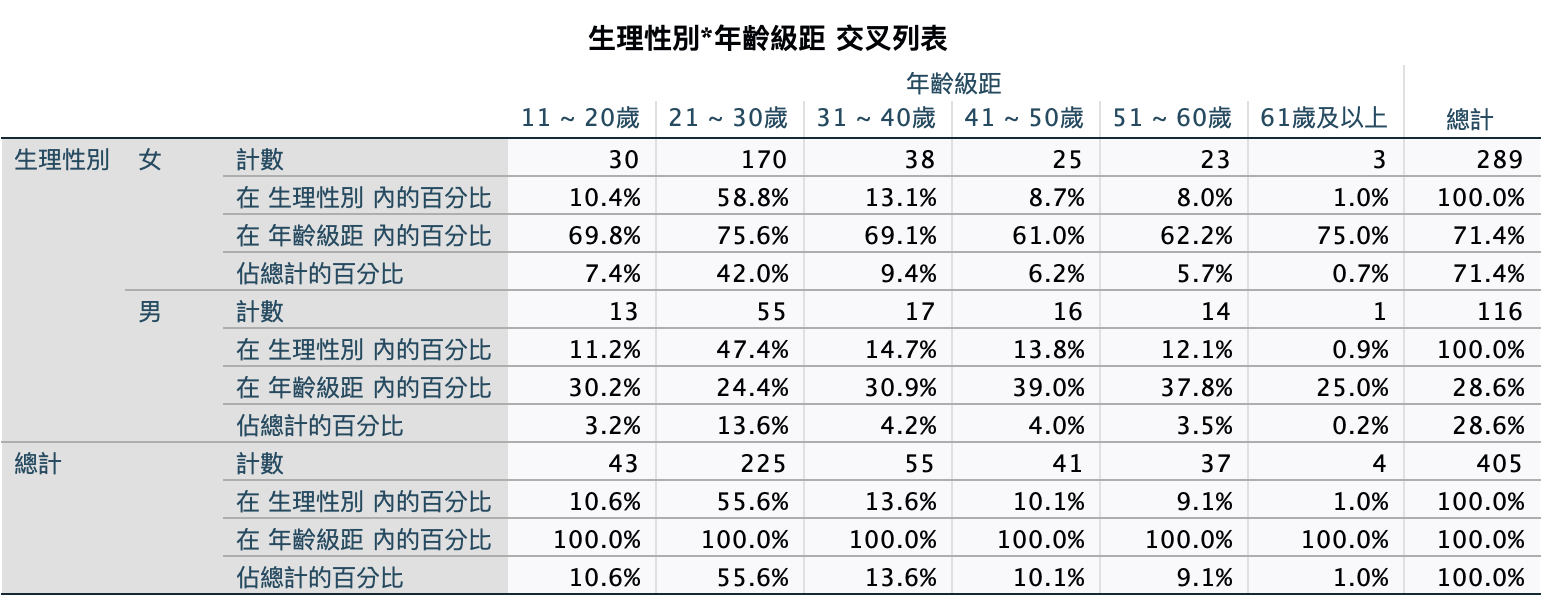 生理性別*年齡級距 交叉列表
年齡級距
11 ~ 20歲 21 ~ 30歲 31 ~ 40歲 41 ~ 50歲 51 ~ 60歲 61歲及以上 總計
生理性別 女 計數 30 170 38 25 23 3 289
在 生理性別 內的百分比 10.4% 58.8% 13.1% 8.7% 8.0% 1.0% 100.0%
在 年齡級距 內的百分比 69.8% 75.6% 69.1% 61.0% 62.2% 75.0% 71.4%
佔總計的百分比 7.4% 42.0% 9.4% 6.2% 5.7% 0.7% 71.4%
男 計數 13 55 17 16 14 1 116
在 生理性別 內的百分比 11.2% 47.4% 14.7% 13.8% 12.1% 0.9% 100.0%
在 年齡級距 內的百分比 30.2% 24.4% 30.9% 39.0% 37.8% 25.0% 28.6%
佔總計的百分比 3.2% 13.6% 4.2% 4.0% 3.5% 0.2% 28.6%
總計 計數 43 225 55 41 37 4 405
在 生理性別 內的百分比 10.6% 55.6% 13.6% 10.1% 9.1% 1.0% 100.0%
在 年齡級距 內的百分比 100.0% 100.0% 100.0% 100.0% 100.0% 100.0% 100.0%
佔總計的百分比 10.6% 55.6% 13.6% 10.1% 9.1% 1.0% 100.0%